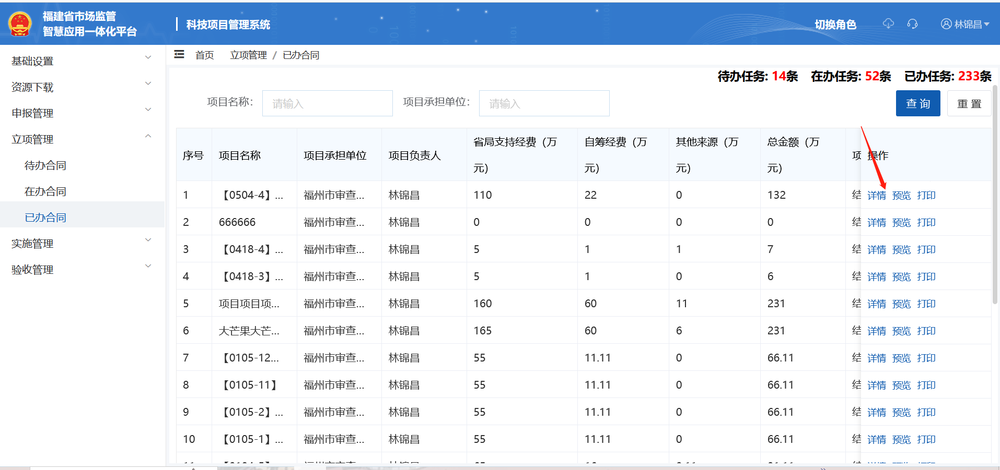 福建省市场监管
智慧应用一体化平台
科技项目管理系统
切换角色
林锦昌
基础设置
资源下载
申报管理
立项管理
待办合同
在办合同
已办合同
实施管理
验收管理
首页 立项管理 / 已办合同
待办任务: 14条 在办任务: 52条 已办任务: 233条
项目名称: 请输入 项目承担单位: 请输入 查 询 重 置
序号 项目名称 项目承担单位 项目负责人 省局支持经费（万元） 自筹经费（万元） 其他来源（万元） 总金额（万元） 项 操作
1 【0504-4】... 福州市审查... 林锦昌 110 22 0 132 结 详情 预览 打印
2 666666 福州市审查... 林锦昌 0 0 0 0 结 详情 预览 打印
3 【0418-4】... 福州市审查... 林锦昌 5 1 1 7 结 详情 预览 打印
4 【0418-3】... 福州市审查... 林锦昌 5 1 0 6 结 详情 预览 打印
5 项目项目项... 福州市审查... 林锦昌 160 60 11 231 结 详情 预览 打印
6 大芒果大芒... 福州市审查... 林锦昌 165 60 6 231 结 详情 预览 打印
7 【0105-12... 福州市审查... 林锦昌 55 11.11 0 66.11 结 详情 预览 打印
8 【0105-11】 福州市审查... 林锦昌 55 11.11 0 66.11 结 详情 预览 打印
9 【0105-2】... 福州市审查... 林锦昌 55 11.11 0 66.11 结 详情 预览 打印
10 【0105-1】... 福州市审查... 林锦昌 55 11.11 0 66.11 结 详情 预览 打印